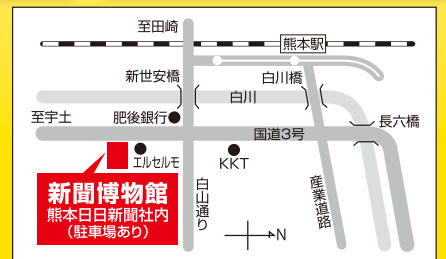 至田崎
熊本駅
新世安橋
白川橋
白川
至宇土
肥後銀行
長六橋
国道3号
エルセルモ
KKT
新聞博物館
熊本日日新聞社内
(駐車場あり)
白山通り
産業道路
N